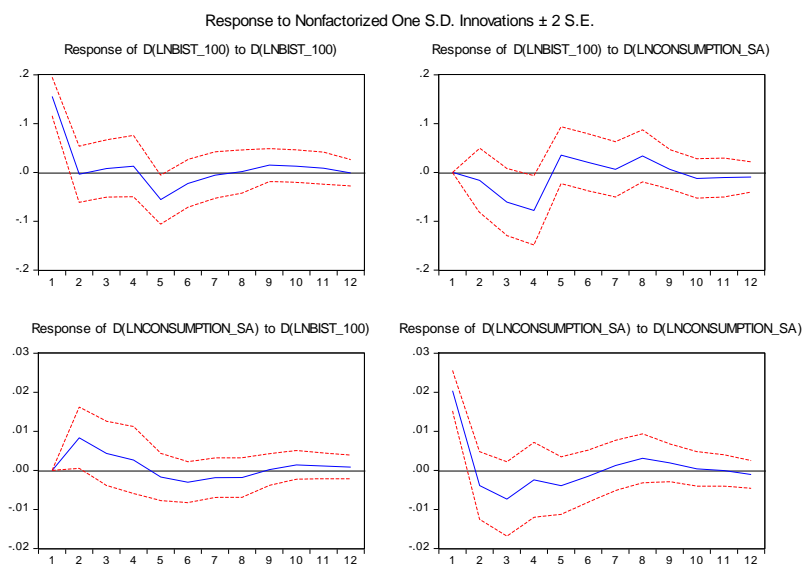 Response to Nonfactorized One S.D. Innovations ± 2 S.E.
Response of D(LNBIST_100) to D(LNBIST_100)
.2
.1
.0
-.1
-.2
1 2 3 4 5 6 7 8 9 10 11 12
Response of D(LNBIST_100) to D(LNCONSUMPTION_SA)
.2
.1
.0
-.1
-.2
1 2 3 4 5 6 7 8 9 10 11 12
Response of D(LNCONSUMPTION_SA) to D(LNBIST_100)
.03
.02
.01
.00
-.01
-.02
1 2 3 4 5 6 7 8 9 10 11 12
Response of D(LNCONSUMPTION_SA) to D(LNCONSUMPTION_SA)
.03
.02
.01
.00
-.01
-.02
1 2 3 4 5 6 7 8 9 10 11 12